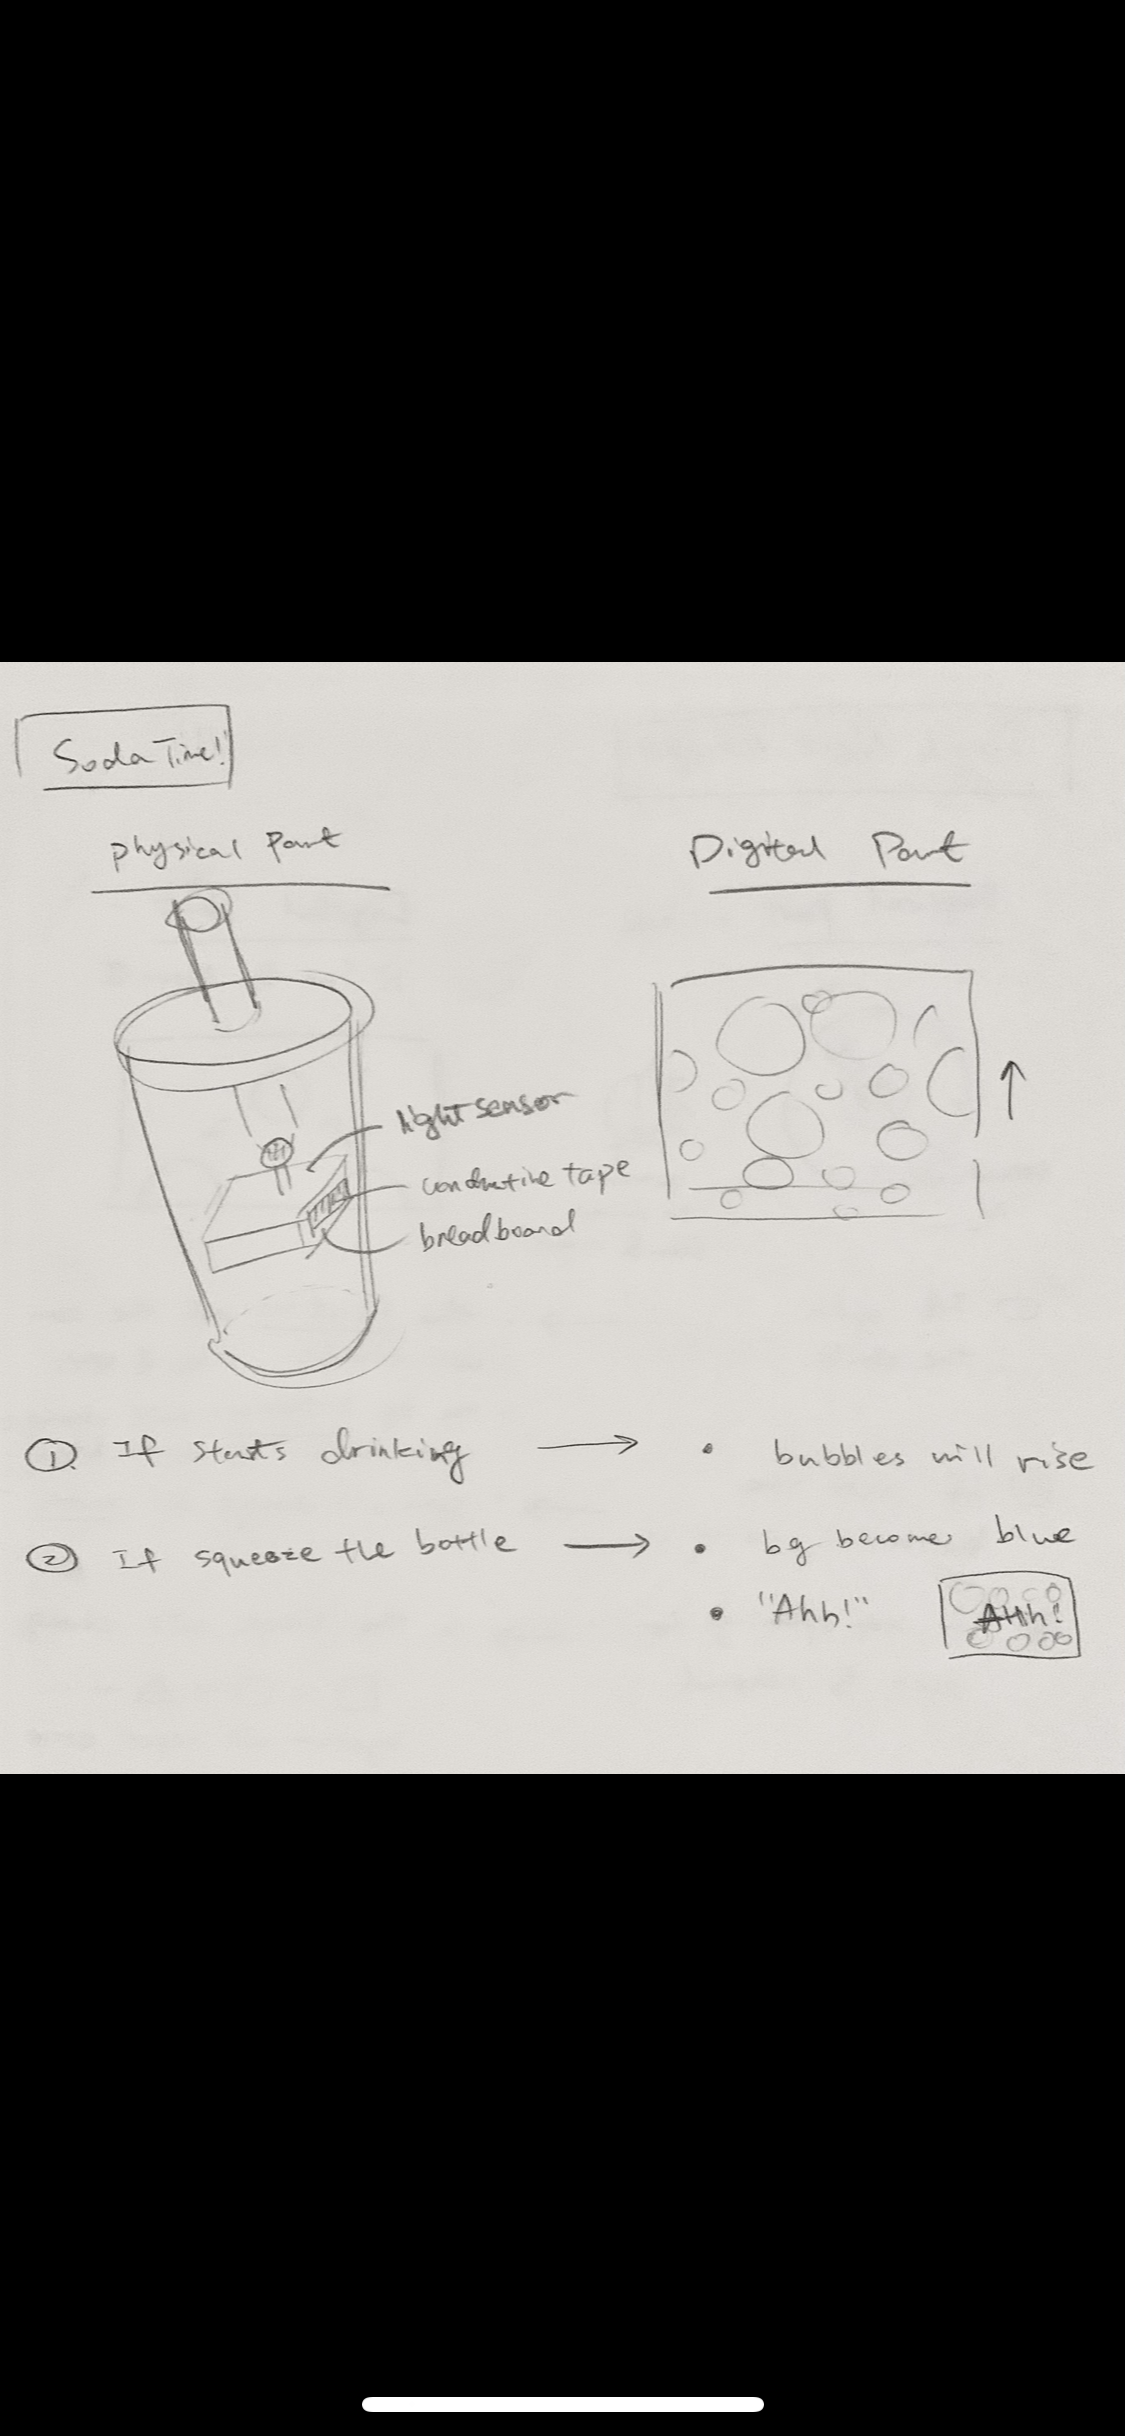 Soda Time!
Physical Part
Digital Part
light sensor
conductive tape
breadboard
① If starts drinking → • bubbles will rise
② If squeeze the bottle → • bg become blue
• "Ahh!" Ahh!